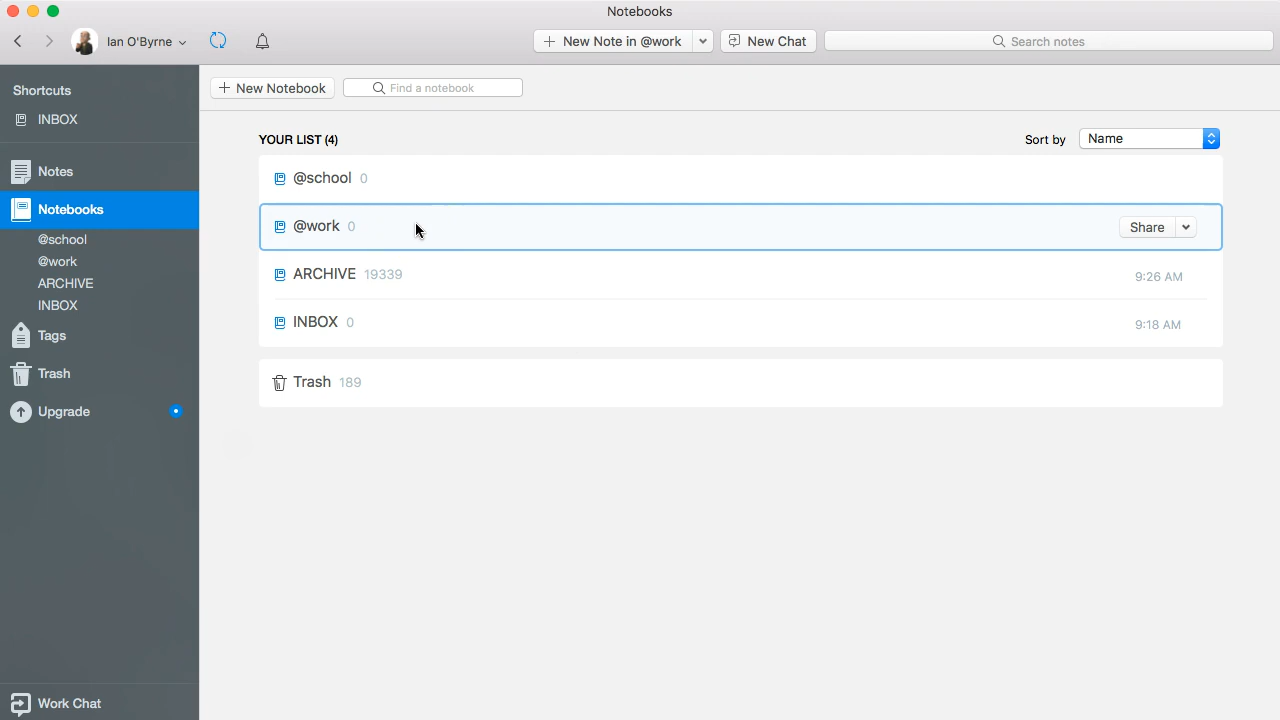 Notebooks
Ian O'Byrne
New Note in @work
New Chat
Search notes
Shortcuts
INBOX
Notes
Notebooks
@school
@work
ARCHIVE
INBOX
Tags
Trash
Upgrade
Work Chat
New Notebook
Find a notebook
YOUR LIST (4)
Sort by Name
@school 0
@work 0 Share
ARCHIVE 19339 9:26 AM
INBOX 0 9:18 AM
Trash 189